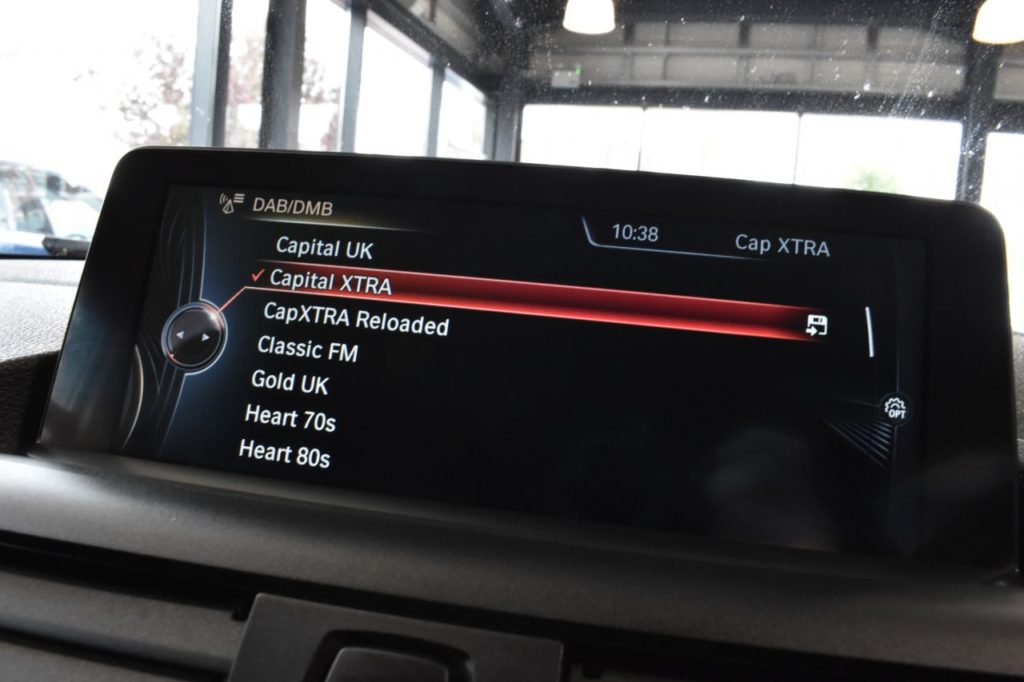 DAB/DMB
10:38
Cap XTRA
Capital UK
Capital XTRA
CapXTRA Reloaded
Classic FM
Gold UK
Heart 70s
Heart 80s
OPT